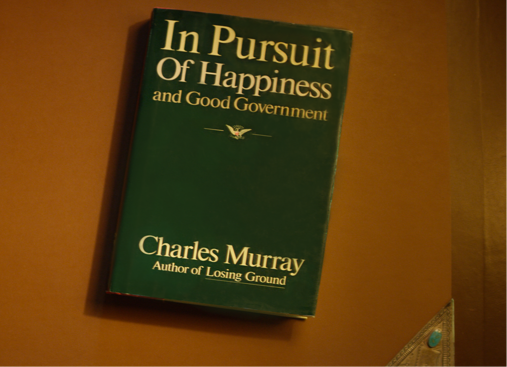 In Pursuit
Of Happiness
and Good Government
Charles Murray
Author of Losing Ground